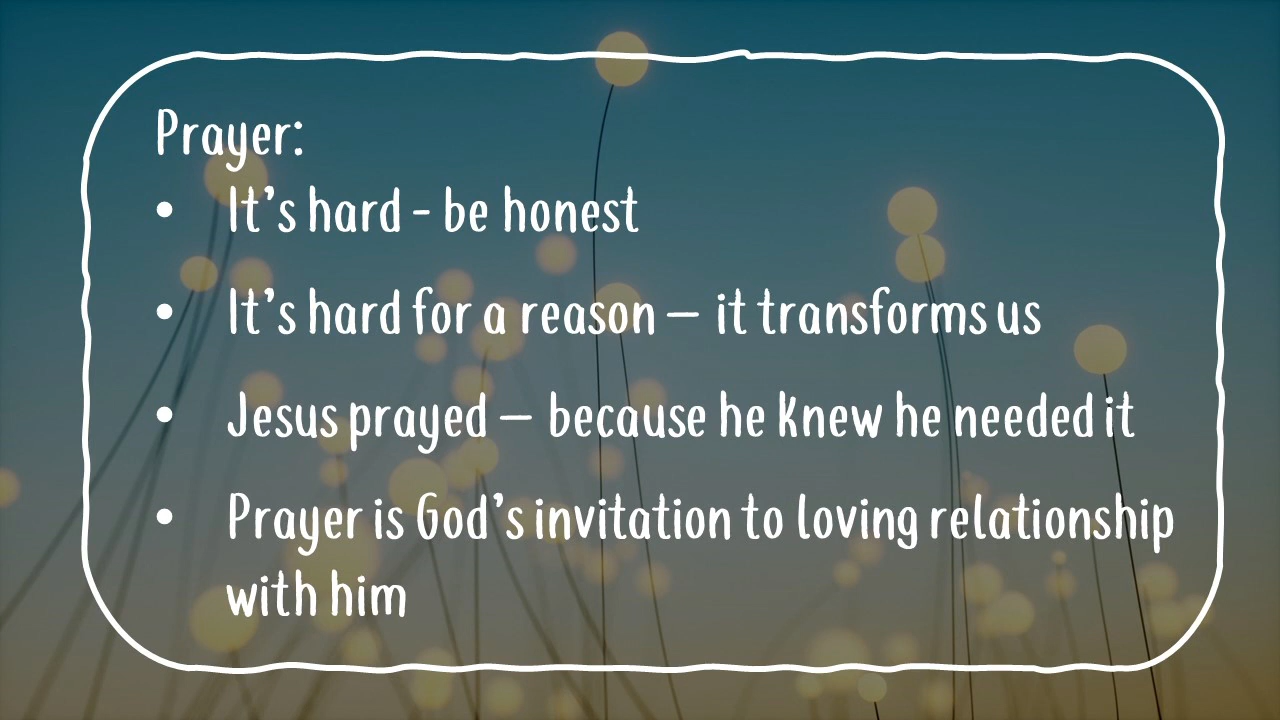 Prayer:
• It's hard - be honest
• It's hard for a reason – it transforms us
• Jesus prayed – because he knew he needed it
• Prayer is God's invitation to loving relationship
with him